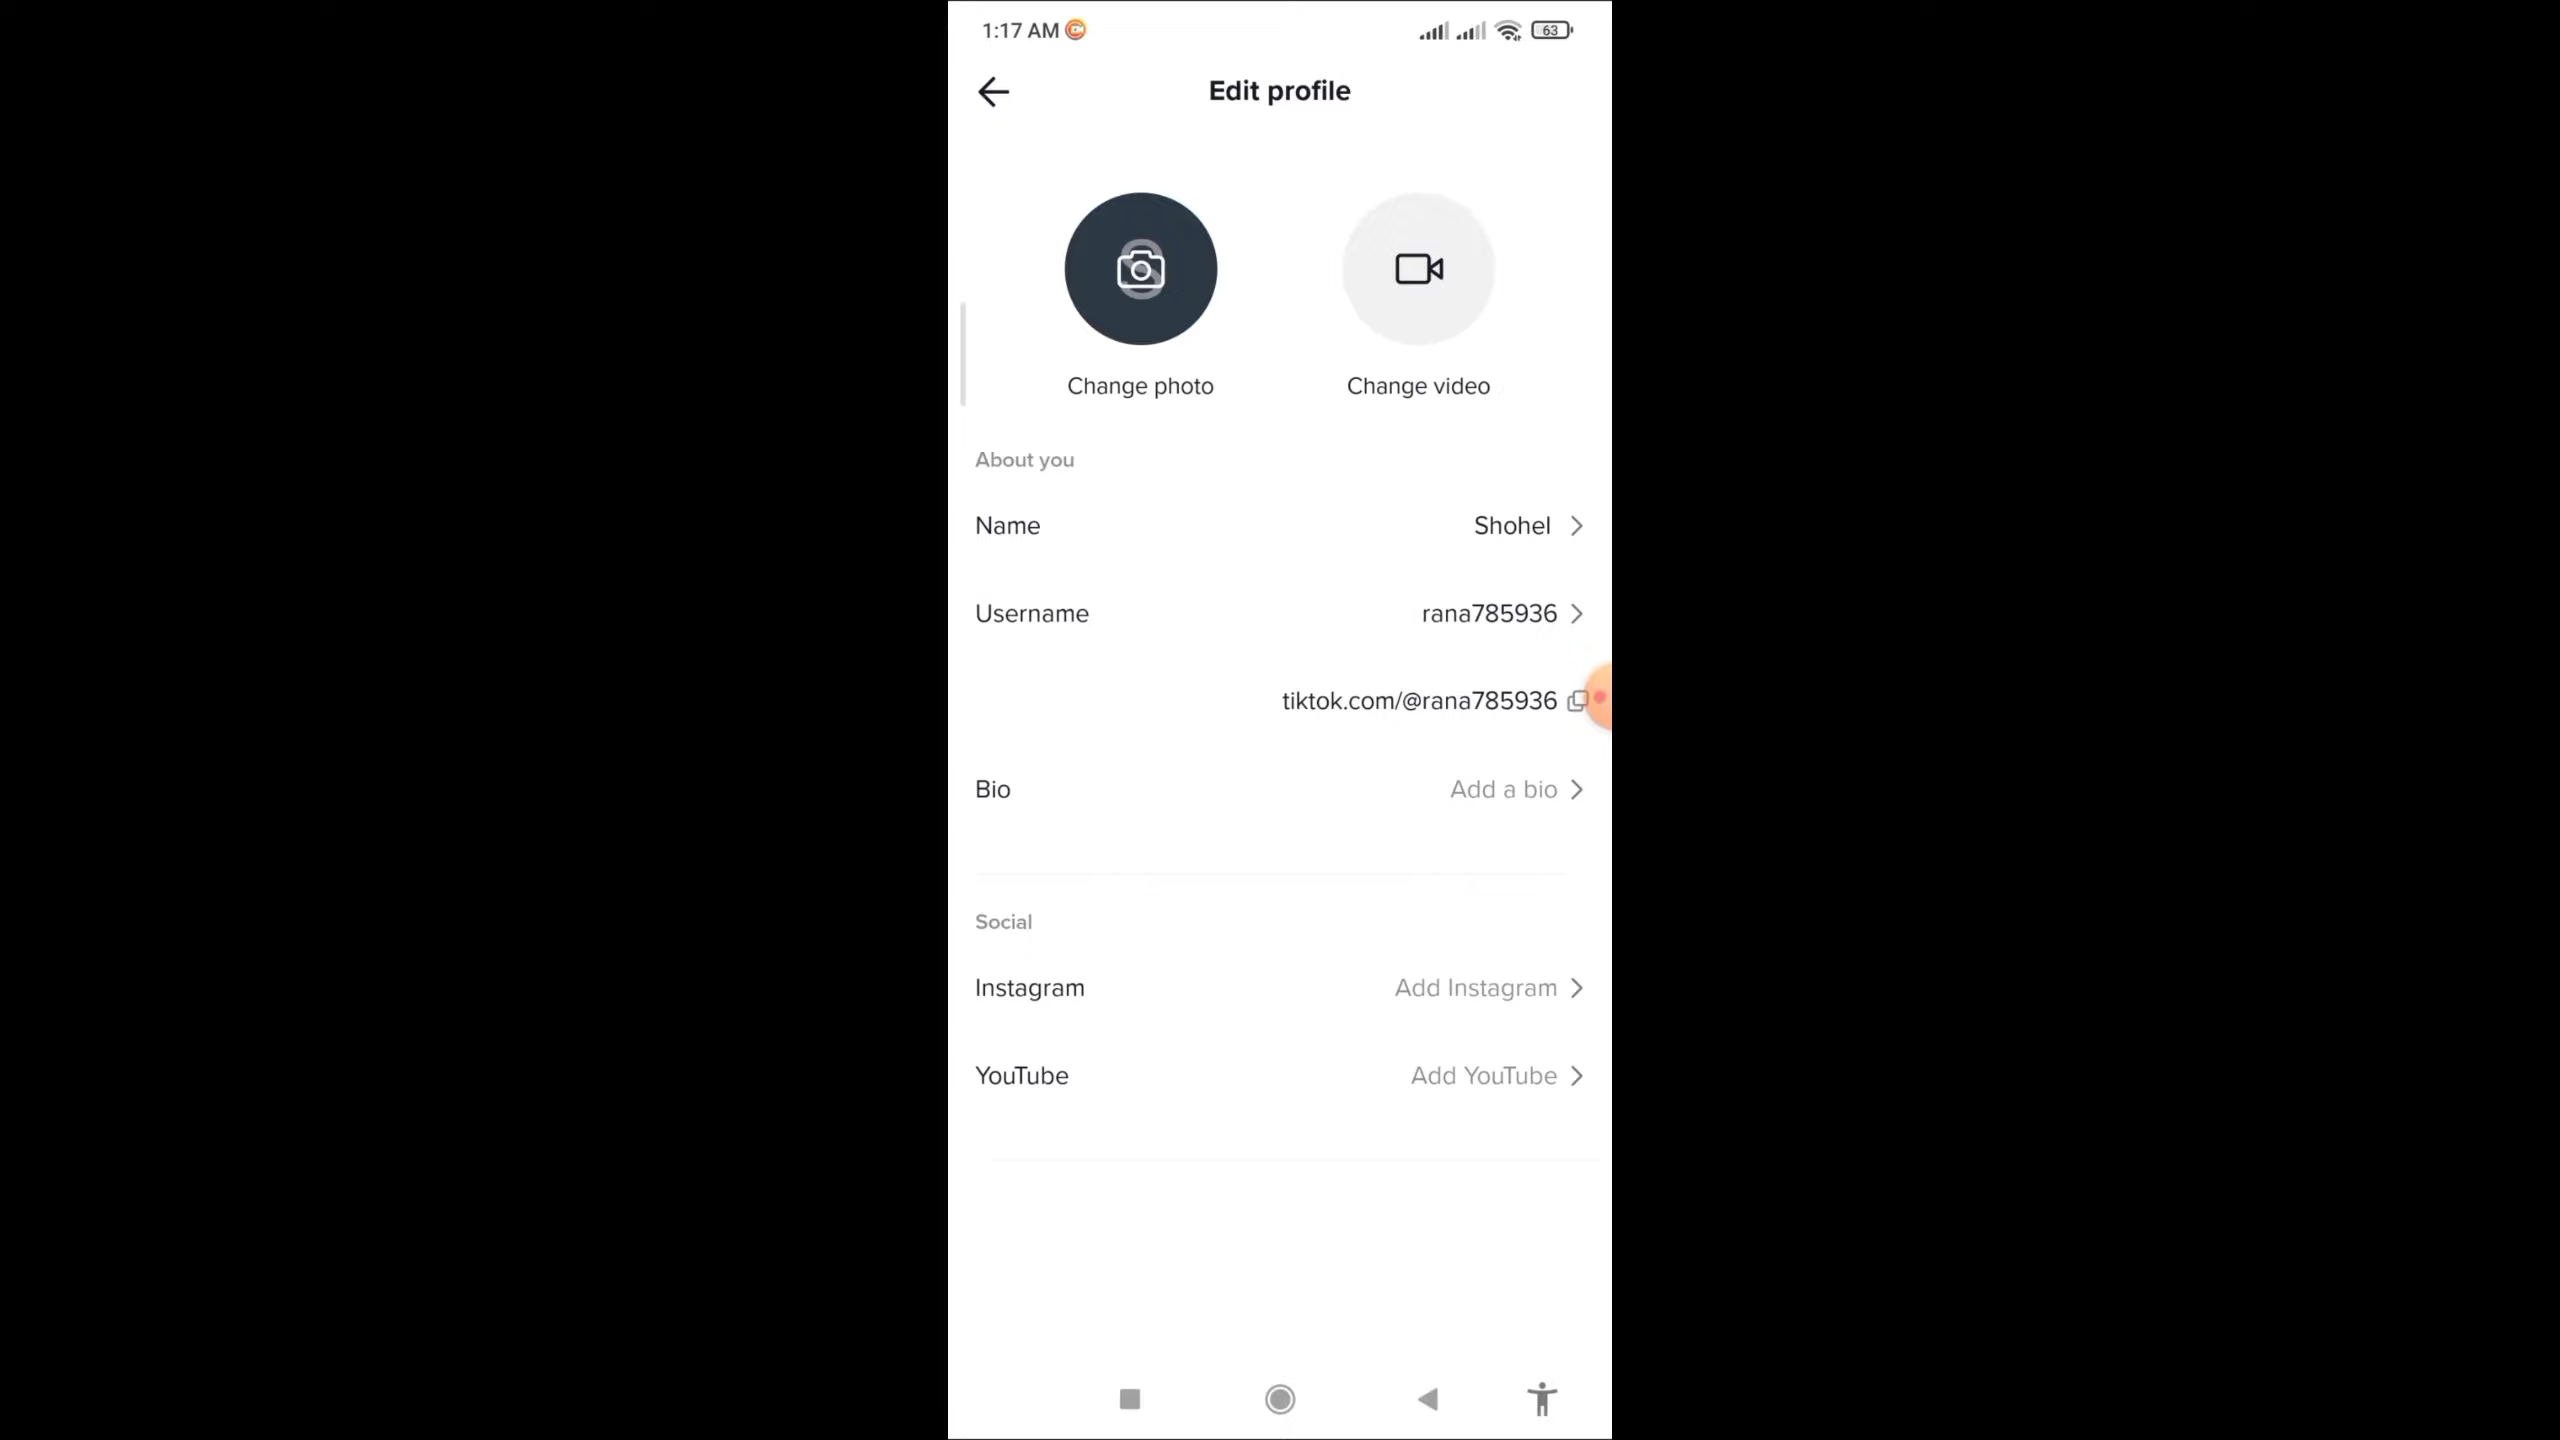 1:17 AM
63
Edit profile
S
Change photo
Change video
About you
Name
Shohel
Username
rana785936
tiktok.com/@rana785936
Bio
Add a bio
Social
Instagram
Add Instagram
YouTube
Add YouTube